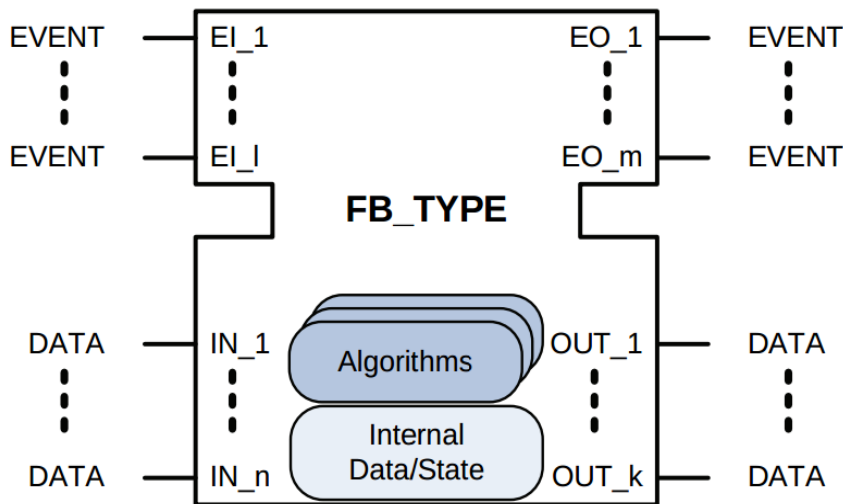 EVENT EI_1 EO_1 EVENT
EVENT EI_l EO_m EVENT
FB_TYPE
DATA IN_1 Algorithms OUT_1 DATA
Internal
Data/State
DATA IN_n OUT_k DATA